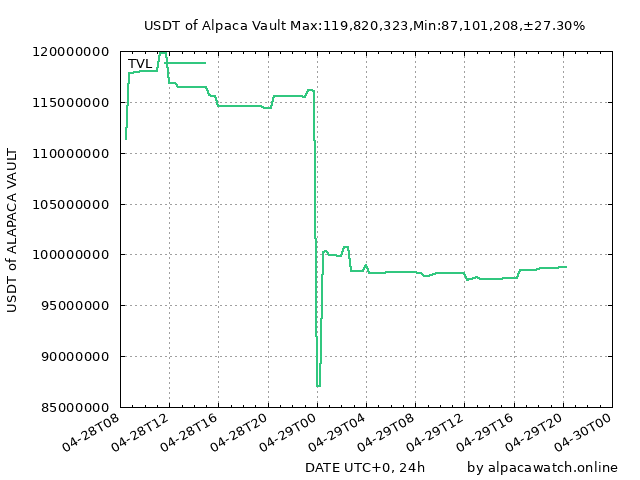 USDT of Alpaca Vault Max:119,820,323,Min:87,101,208,±27.30%
TVL
USDT of ALAPACA VAULT
120000000
115000000
110000000
105000000
100000000
95000000
90000000
85000000
04-28T08
04-28T12
04-28T16
04-28T20
04-29T00
04-29T04
04-29T08
04-29T12
04-29T16
04-29T20
04-30T00
DATE UTC+0, 24h
by alpacawatch.online